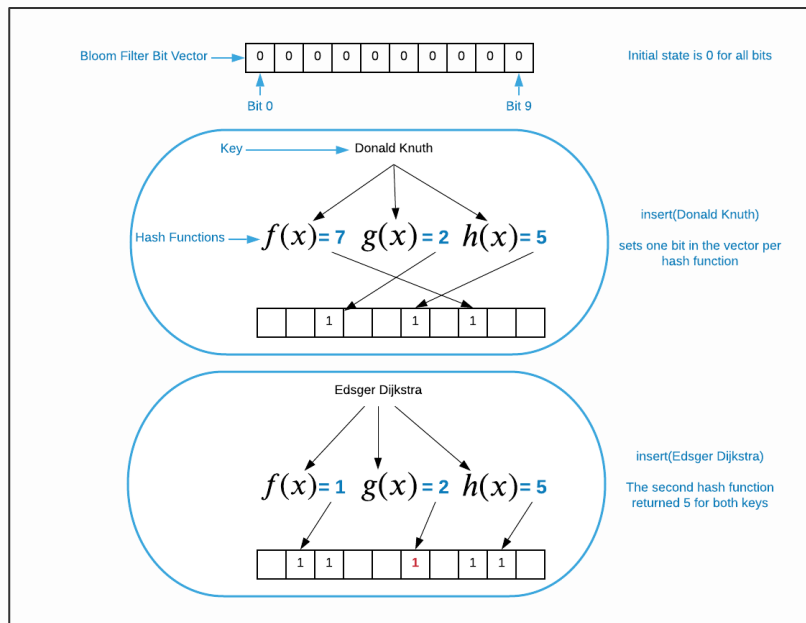 Bloom Filter Bit Vector
0 0 0 0 0 0 0 0 0 0
Initial state is 0 for all bits
Bit 0
Bit 9
Key
Donald Knuth
Hash Functions
f(x)= 7 g(x)= 2 h(x)= 5
insert(Donald Knuth)
sets one bit in the vector per
hash function
1 1 1
Edsger Dijkstra
f(x)= 1 g(x)= 2 h(x)= 5
insert(Edsger Dijkstra)
The second hash function
returned 5 for both keys
1 1 1 1 1